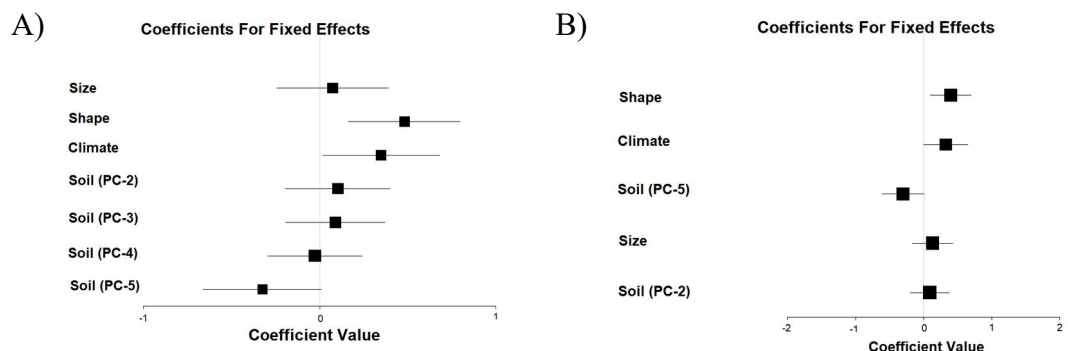 A)
Coefficients For Fixed Effects
Size
Shape
Climate
Soil (PC-2)
Soil (PC-3)
Soil (PC-4)
Soil (PC-5)
-1
0
1
Coefficient Value
B)
Coefficients For Fixed Effects
Shape
Climate
Soil (PC-5)
Size
Soil (PC-2)
-2
-1
0
1
2
Coefficient Value